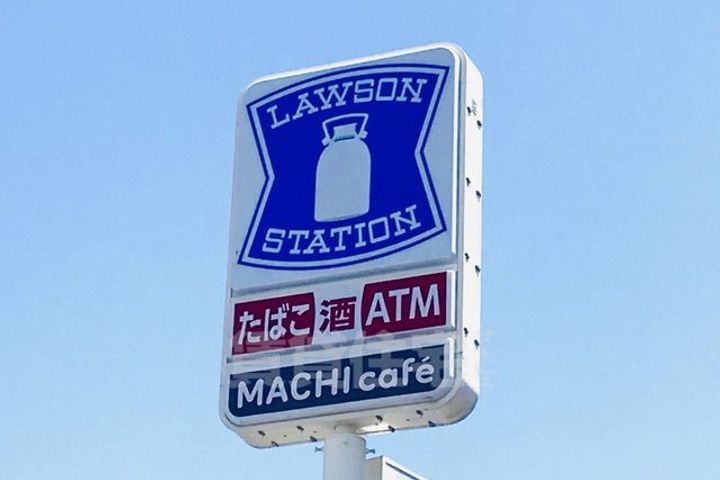 LAWSON
STATION
たばこ 酒 ATM
MACHI café